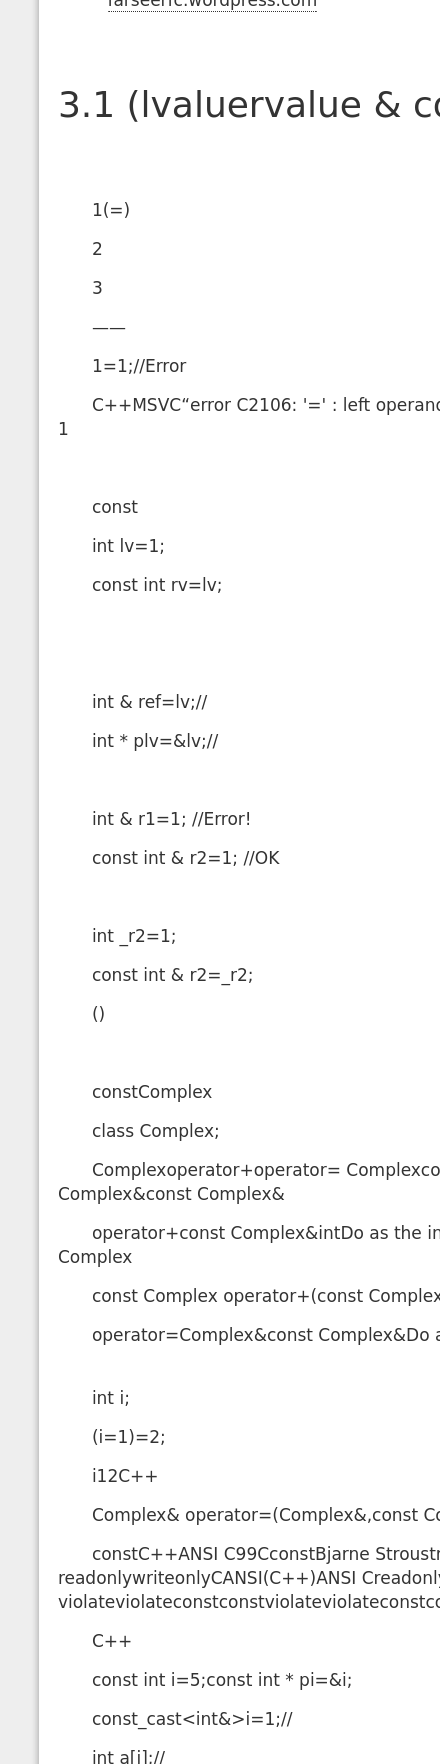 farseerfc.wordpress.com
3.1 (lvaluervalue & co
1(=)
2
3
——
1=1;//Error
C++MSVC“error C2106: '=' : left operand
1
const
int lv=1;
const int rv=lv;
int & ref=lv;//
int * plv=&lv;//
int & r1=1; //Error!
const int & r2=1; //OK
int _r2=1;
const int & r2=_r2;
()
constComplex
class Complex;
Complexoperator+operator= Complexco
Complex&const Complex&
operator+const Complex&intDo as the in
Complex
const Complex operator+(const Complex
operator=Complex&const Complex&Do a
int i;
(i=1)=2;
i12C++
Complex& operator=(Complex&,const Co
constC++ANSI C99CconstBjarne Stroustr
readonlywriteonlyCANSI(C++)ANSI Creadonly
violateviolateconstconstviolateviolateconstco
C++
const int i=5;const int * pi=&i;
const_cast<int&>i=1;//
int a[i];//